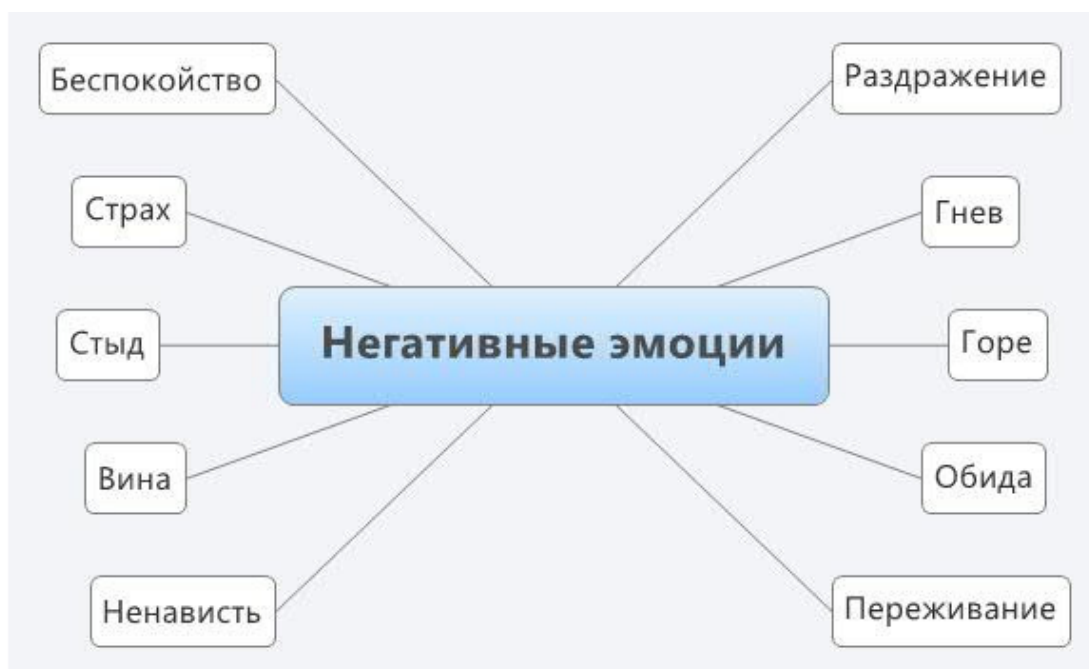 Беспокойство
Раздражение
Страх
Гнев
Стыд
Негативные эмоции
Горе
Вина
Обида
Ненависть
Переживание